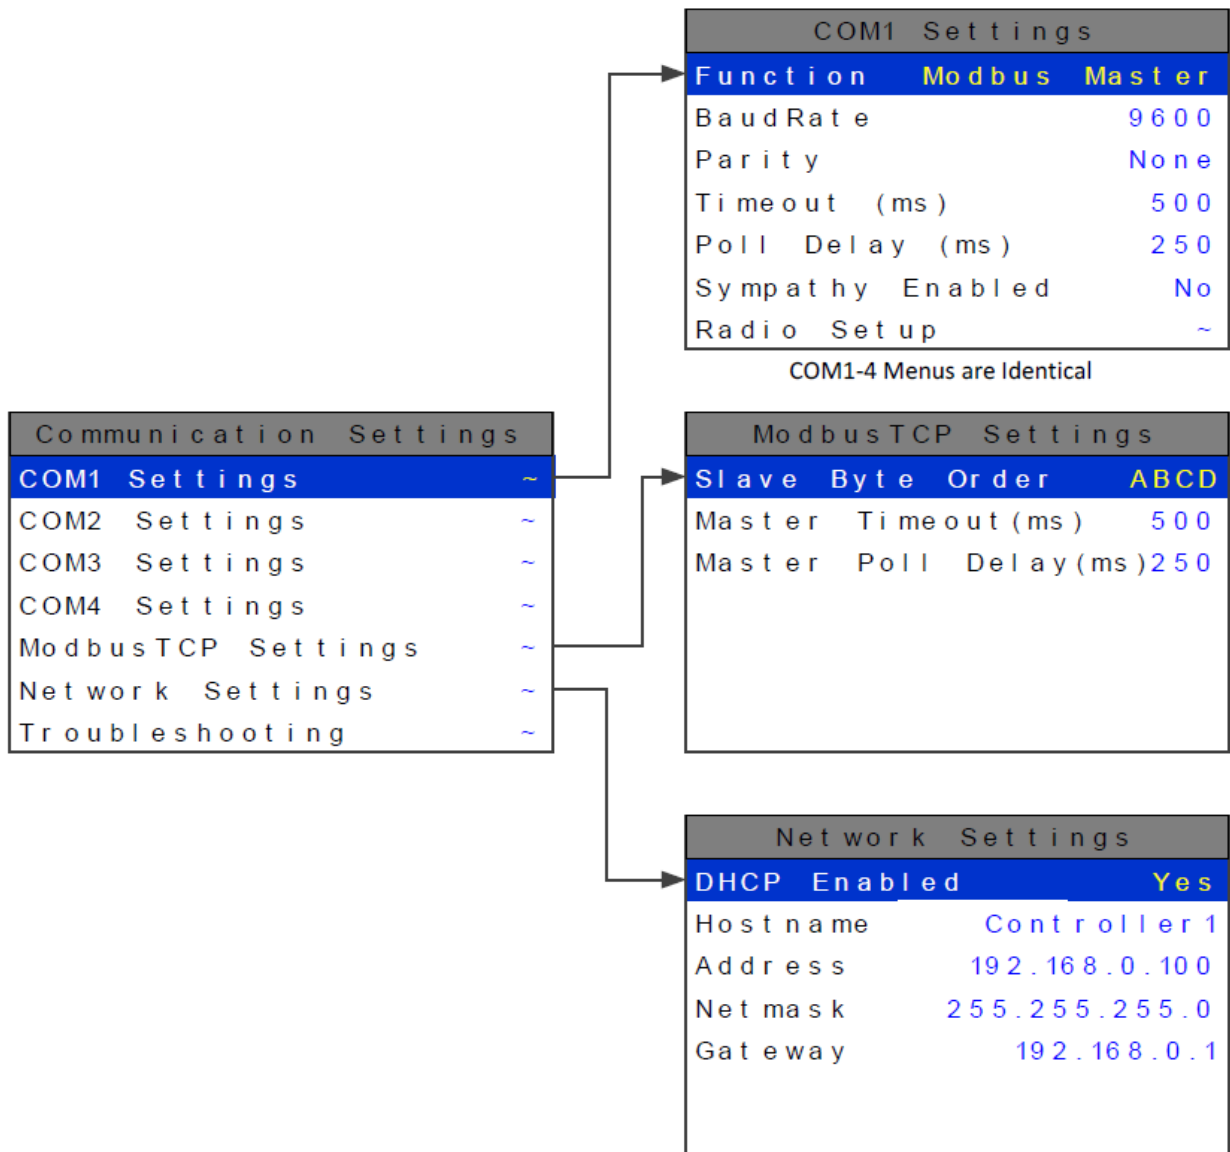 COM1 Settings
Function Modbus Master
BaudRate 9600
Parity None
Timeout (ms) 500
Poll Delay (ms) 250
Sympathy Enabled No
Radio Setup ~
COM1-4 Menus are Identical
Communication Settings
COM1 Settings ~
COM2 Settings ~
COM3 Settings ~
COM4 Settings ~
ModbusTCP Settings ~
Network Settings ~
Troubleshooting ~
ModbusTCP Settings
Slave Byte Order ABCD
Master Timeout(ms) 500
Master Poll Delay(ms)250
Network Settings
DHCP Enabled Yes
Hostname Controller1
Address 192.168.0.100
Netmask 255.255.255.0
Gateway 192.168.0.1